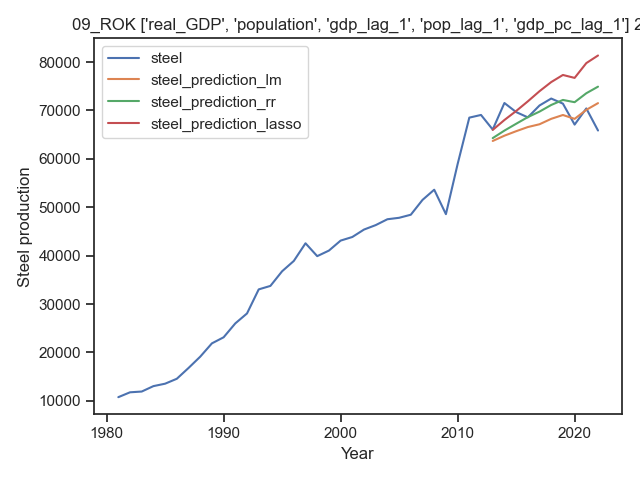 09_ROK ['real_GDP', 'population', 'gdp_lag_1', 'pop_lag_1', 'gdp_pc_lag_1'] 2
steel
steel_prediction_lm
steel_prediction_rr
steel_prediction_lasso
80000
70000
60000
50000
40000
30000
20000
10000
Steel production
1980 1990 2000 2010 2020
Year